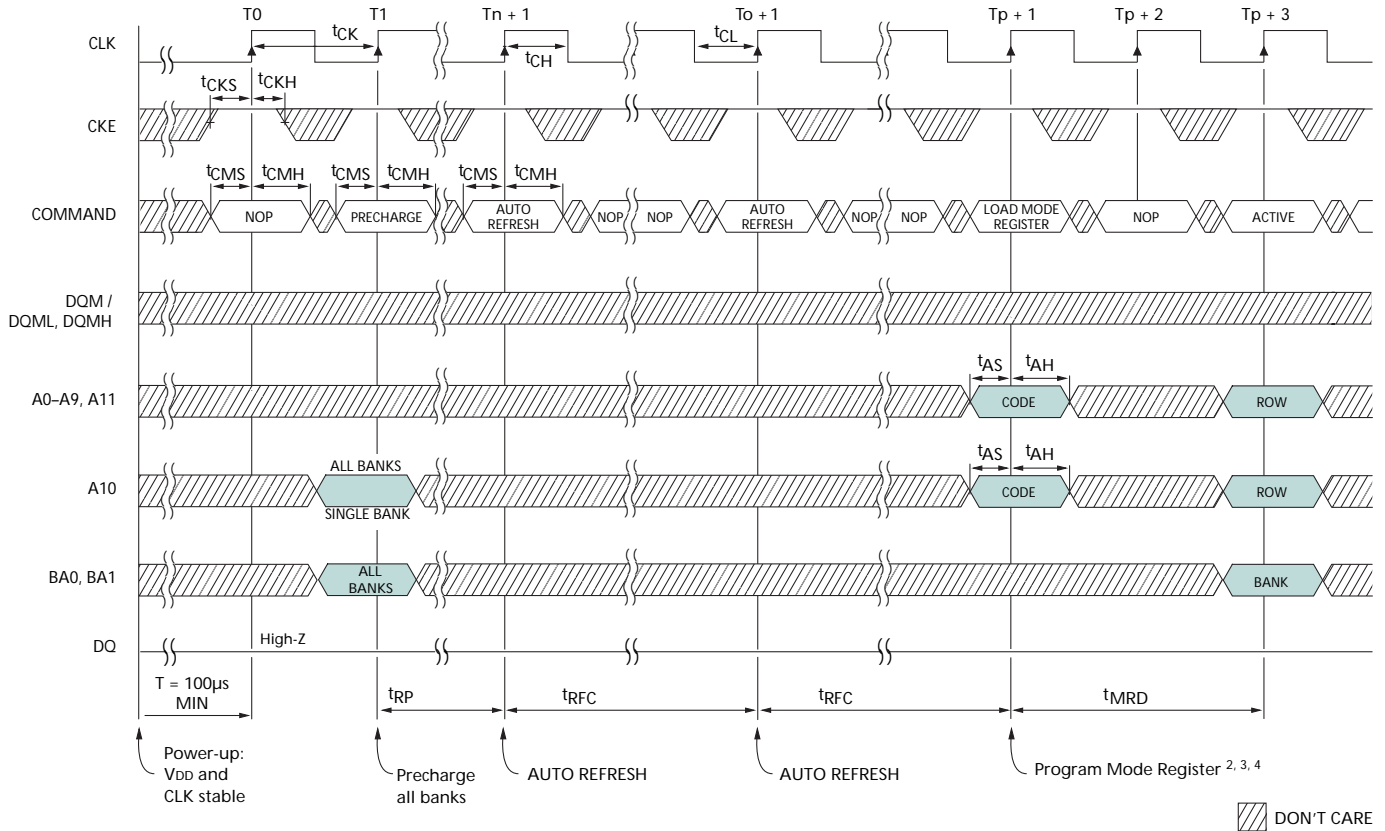 T0 T1 Tn + 1 To + 1 Tp + 1 Tp + 2 Tp + 3
CLK
tCK
tCH
tCL
tCKS tCKH
CKE
tCMS tCMH tCMS tCMH tCMS tCMH
COMMAND
NOP PRECHARGE AUTO REFRESH NOP NOP AUTO REFRESH NOP NOP LOAD MODE REGISTER NOP ACTIVE
DQM /
DQML, DQMH
tAS tAH
A0–A9, A11
CODE ROW
ALL BANKS
tAS tAH
A10
CODE ROW
SINGLE BANK
BA0, BA1
ALL
BANKS
BANK
DQ
High-Z
T = 100µs
MIN
tRP tRFC tRFC tMRD
Power-up:
VDD and
CLK stable
Precharge
all banks
AUTO REFRESH
AUTO REFRESH
Program Mode Register 2, 3, 4
DON'T CARE